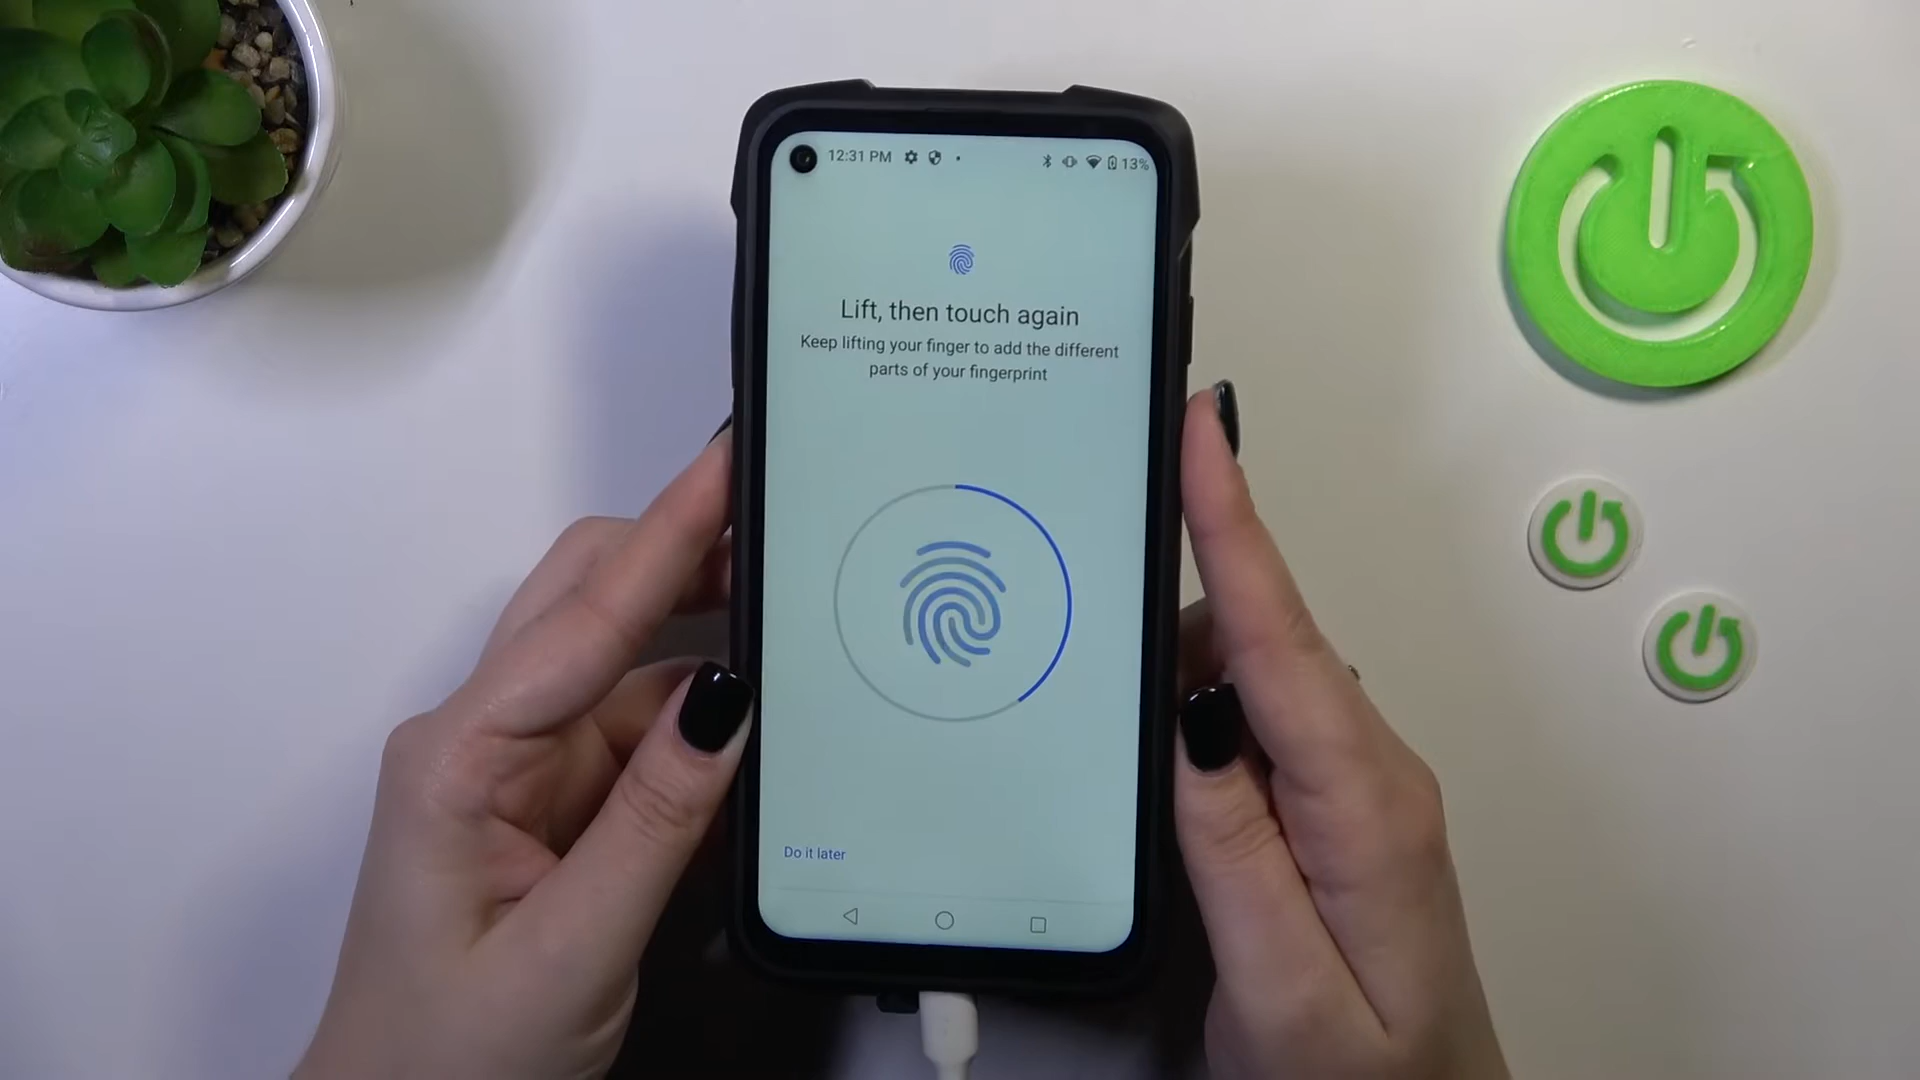 12:31 PM
13%
Lift, then touch again
Keep lifting your finger to add the different
parts of your fingerprint
Do it later